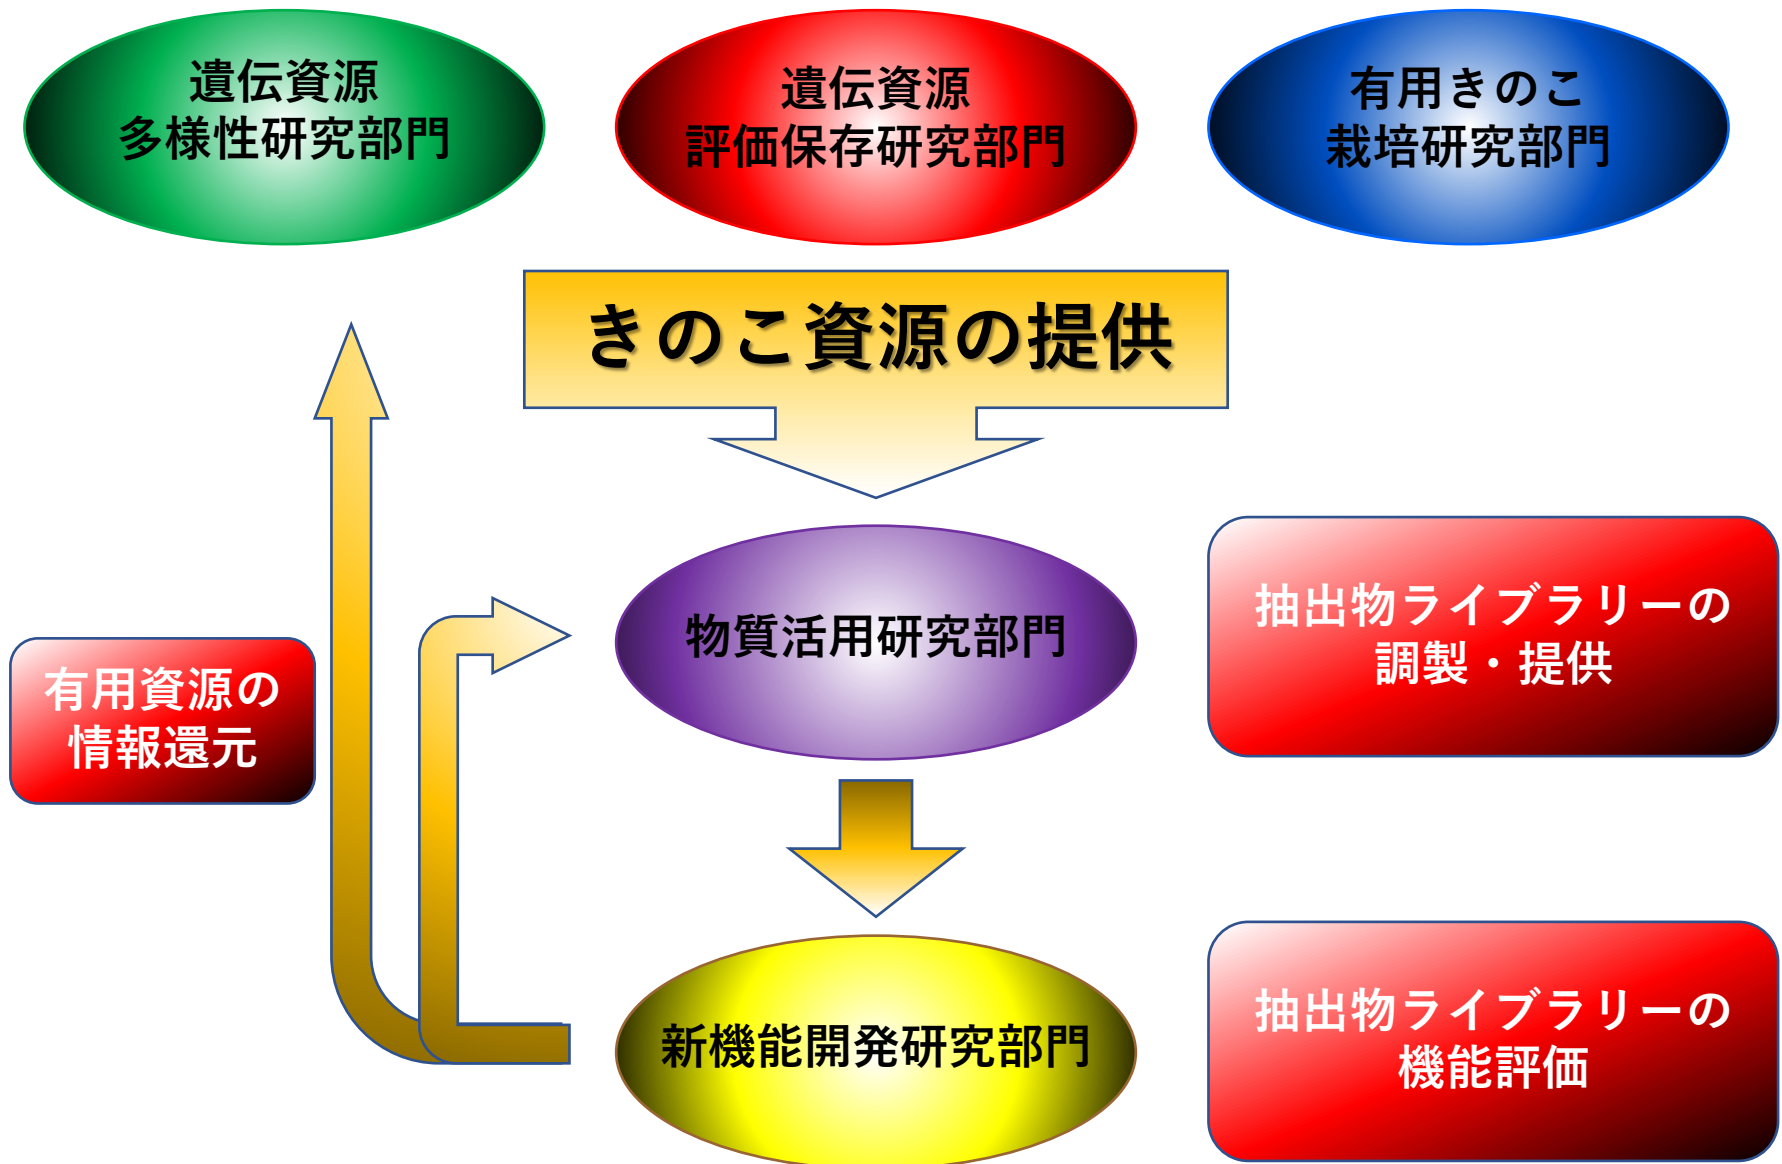 遺伝資源
多様性研究部門
遺伝資源
評価保存研究部門
有用きのこ
栽培研究部門
きのこ資源の提供
物質活用研究部門
抽出物ライブラリーの
調製・提供
有用資源の
情報還元
新機能開発研究部門
抽出物ライブラリーの
機能評価